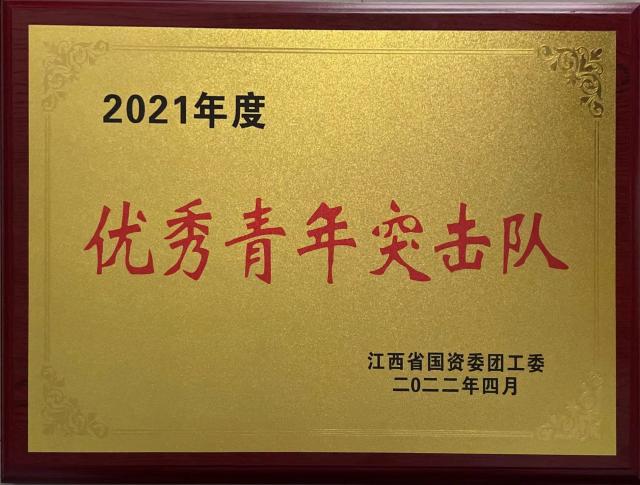 2021年度
优秀青年突击队
江西省国资委团工委
二0二二年四月